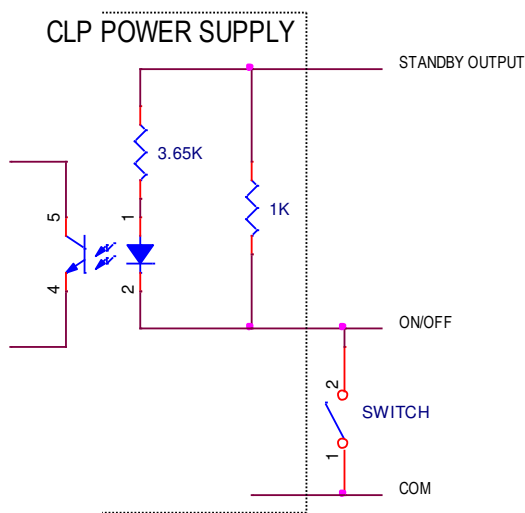 CLP POWER SUPPLY
STANDBY OUTPUT
3.65K
1K
5
1
4
2
ON/OFF
2
SWITCH
1
COM